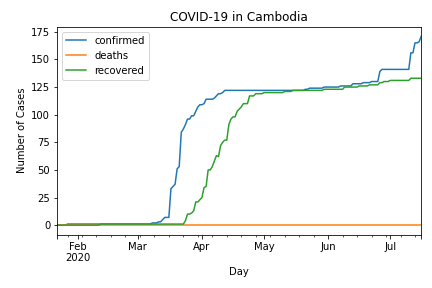 COVID-19 in Cambodia
confirmed
deaths
recovered
Number of Cases
175
150
125
100
75
50
25
0
Feb Mar Apr May Jun Jul
2020
Day